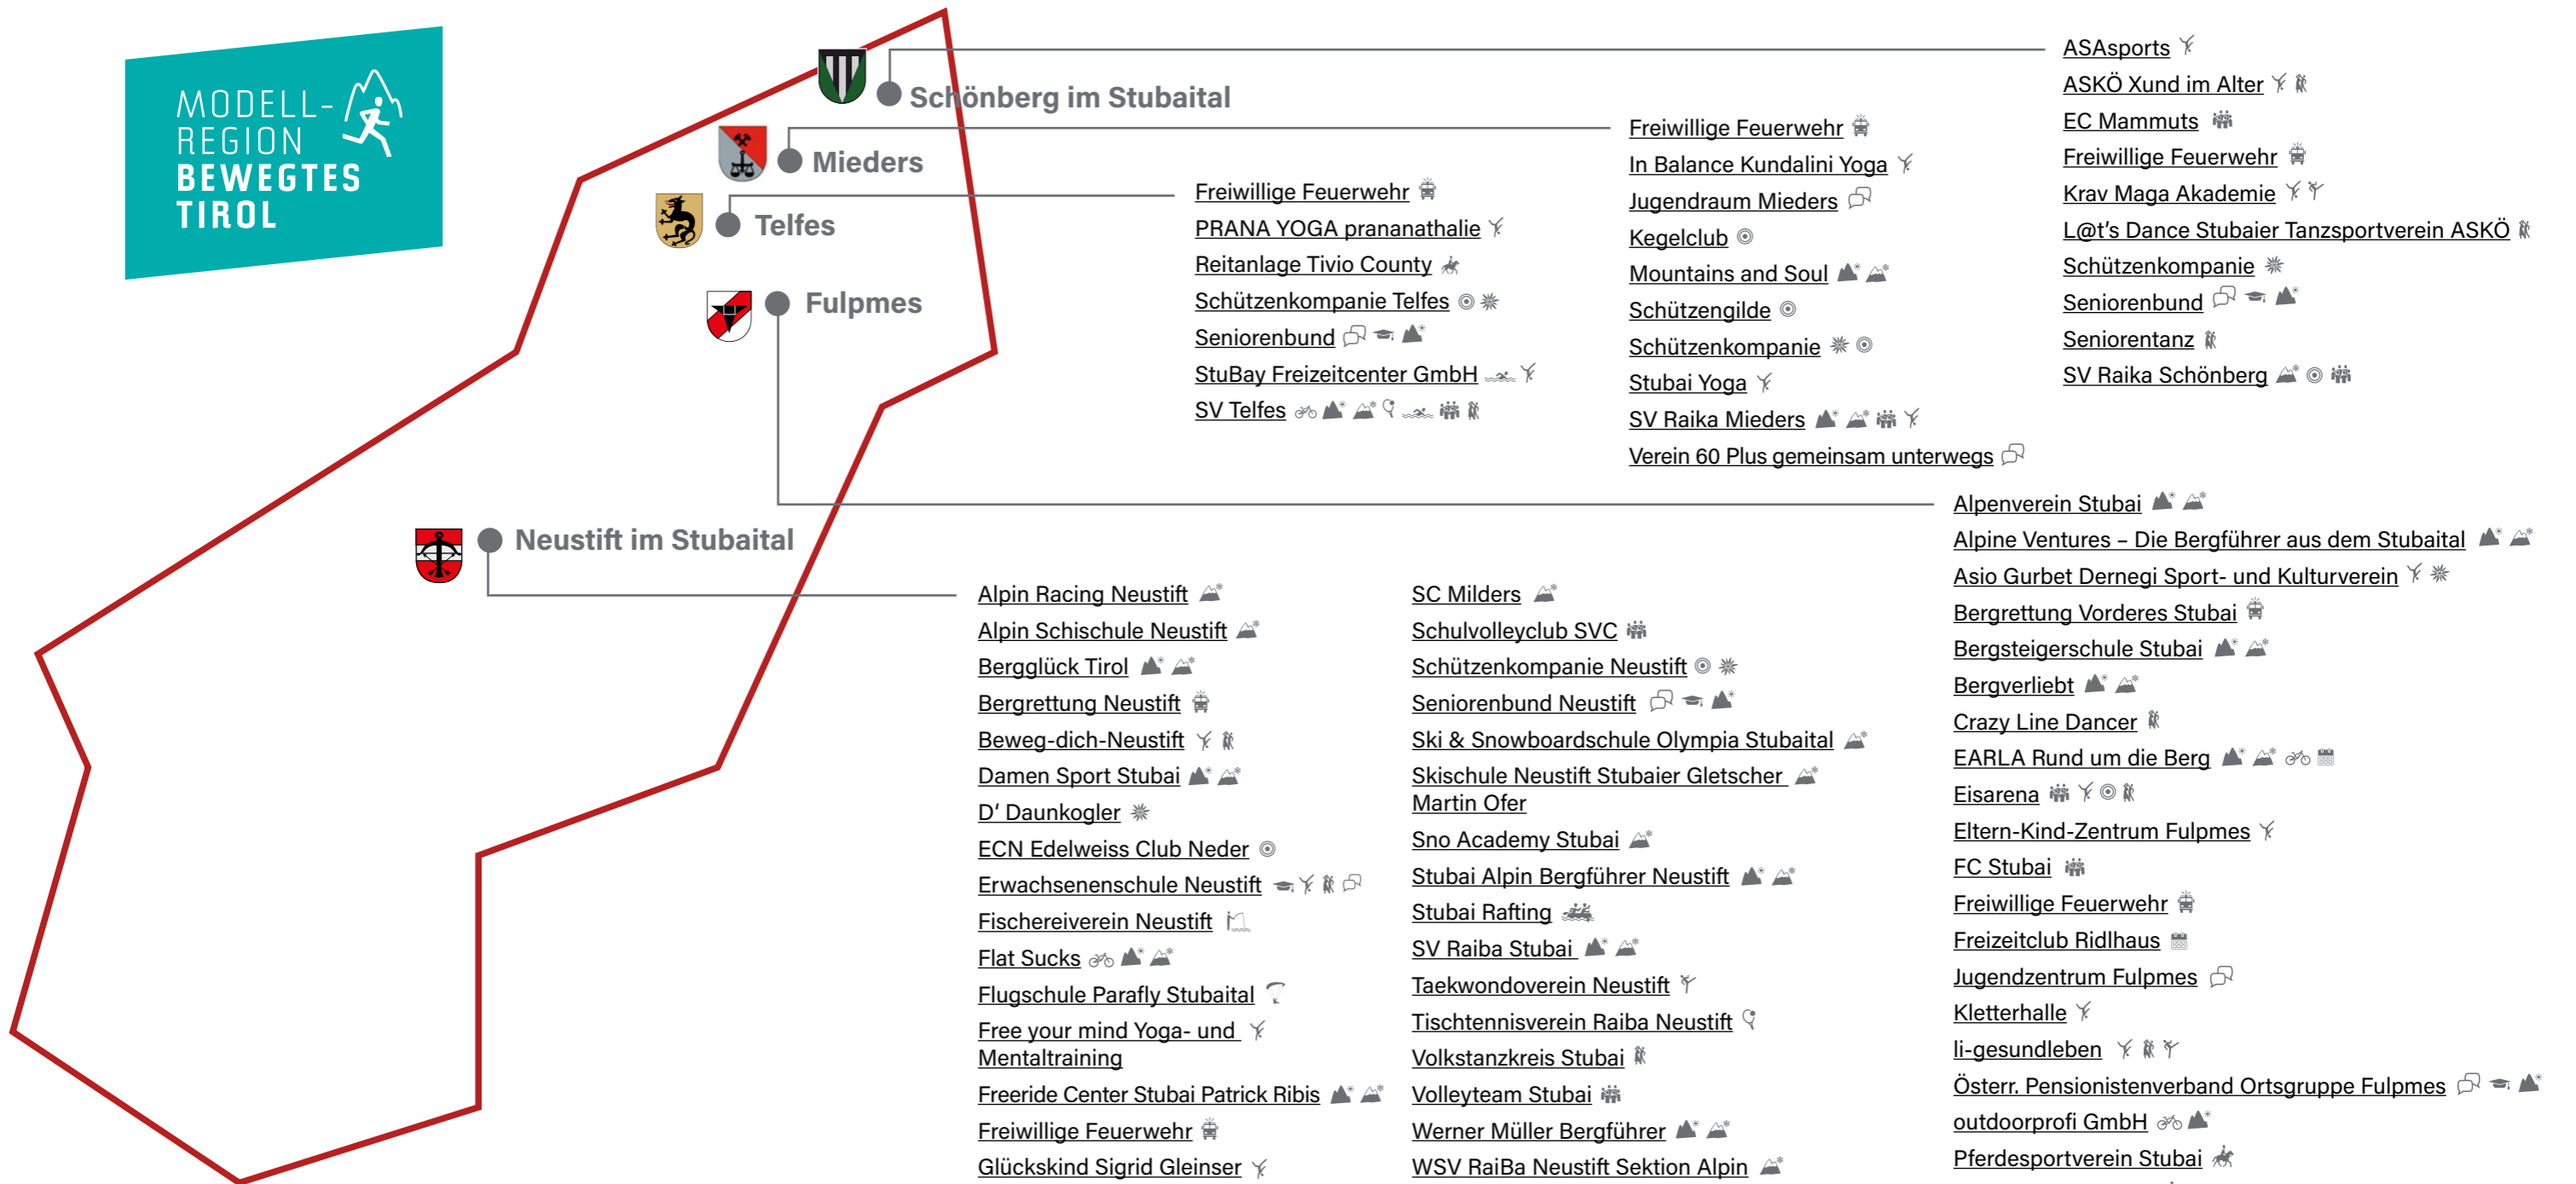 MODELL-
REGION
BEWEGTES
TIROL
Schönberg im Stubaital
ASAsports
ASKÖ Xund im Alter
EC Mammuts
Freiwillige Feuerwehr
Krav Maga Akademie
L@t's Dance Stubaier Tanzsportverein ASKÖ
Schützenkompanie
Seniorenbund
Seniorentanz
SV Raika Schönberg
Mieders
Freiwillige Feuerwehr
In Balance Kundalini Yoga
Jugendraum Mieders
Kegelclub
Mountains and Soul
Schützengilde
Schützenkompanie
Stubai Yoga
SV Raika Mieders
Verein 60 Plus gemeinsam unterwegs
Telfes
Freiwillige Feuerwehr
PRANA YOGA prananathalie
Reitanlage Tivio County
Schützenkompanie Telfes
Seniorenbund
StuBay Freizeitcenter GmbH
SV Telfes
Fulpmes
Alpenverein Stubai
Alpine Ventures – Die Bergführer aus dem Stubaital
Asio Gurbet Dernegi Sport- und Kulturverein
Bergrettung Vorderes Stubai
Bergsteigerschule Stubai
Bergverliebt
Crazy Line Dancer
EARLA Rund um die Berg
Eisarena
Eltern-Kind-Zentrum Fulpmes
FC Stubai
Freiwillige Feuerwehr
Freizeitclub Ridlhaus
Jugendzentrum Fulpmes
Kletterhalle
li-gesundleben
Österr. Pensionistenverband Ortsgruppe Fulpmes
outdoorprofi GmbH
Pferdesportverein Stubai
Neustift im Stubaital
Alpin Racing Neustift
Alpin Schischule Neustift
Bergglück Tirol
Bergrettung Neustift
Beweg-dich-Neustift
Damen Sport Stubai
D‘ Daunkogler
ECN Edelweiss Club Neder
Erwachsenenschule Neustift
Fischereiverein Neustift
Flat Sucks
Flugschule Parafly Stubaital
Free your mind Yoga- und
Mentaltraining
Freeride Center Stubai Patrick Ribis
Freiwillige Feuerwehr
Glückskind Sigrid Gleinser
SC Milders
Schulvolleyclub SVC
Schützenkompanie Neustift
Seniorenbund Neustift
Ski & Snowboardschule Olympia Stubaital
Skischule Neustift Stubaier Gletscher
Martin Ofer
Sno Academy Stubai
Stubai Alpin Bergführer Neustift
Stubai Rafting
SV Raiba Stubai
Taekwondoverein Neustift
Tischtennisverein Raiba Neustift
Volkstanzkreis Stubai
Volleyteam Stubai
Werner Müller Bergführer
WSV RaiBa Neustift Sektion Alpin